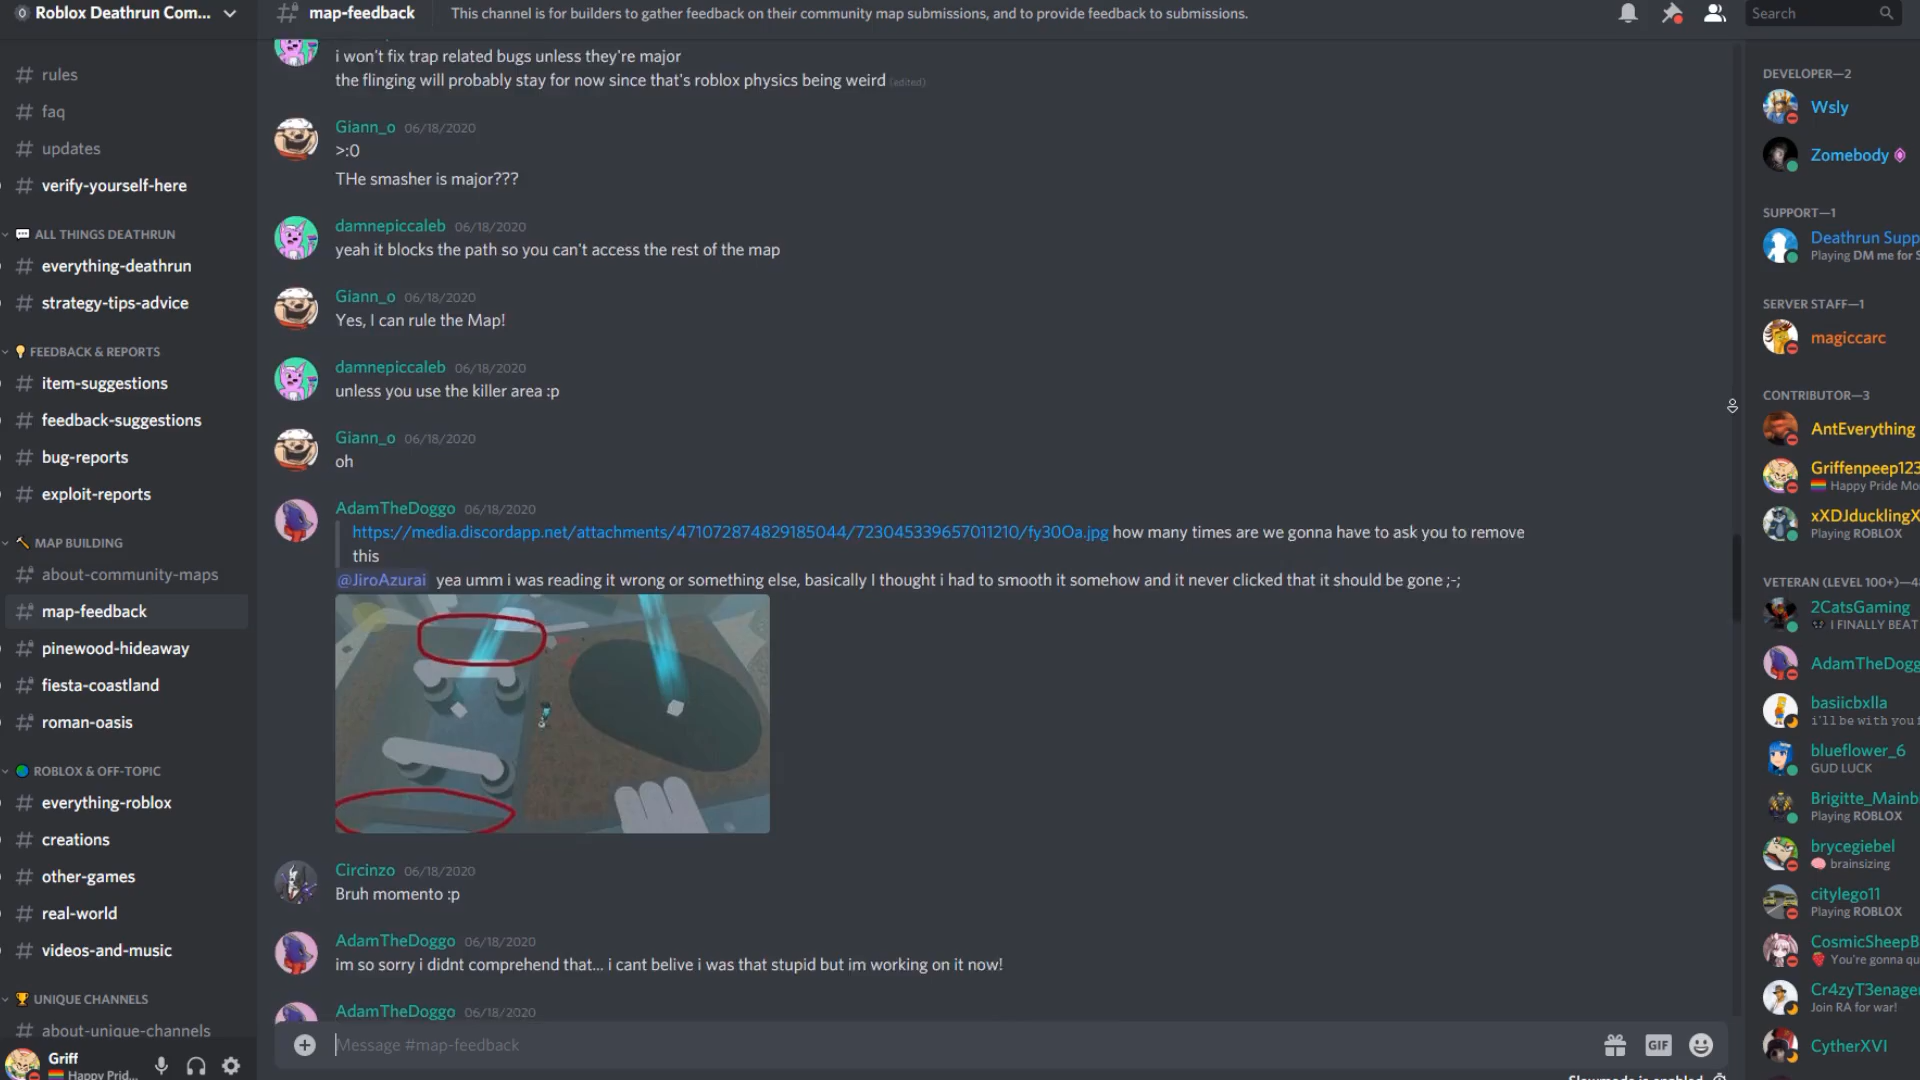 Roblox Deathrun Com...
map-feedback
This channel is for builders to gather feedback on their community map submissions, and to provide feedback to submissions.
Search
rules
faq
updates
verify-yourself-here
ALL THINGS DEATHRUN
everything-deathrun
strategy-tips-advice
FEEDBACK & REPORTS
item-suggestions
feedback-suggestions
bug-reports
exploit-reports
MAP BUILDING
about-community-maps
map-feedback
pinewood-hideaway
fiesta-coastland
roman-oasis
ROBLOX & OFF-TOPIC
everything-roblox
creations
other-games
real-world
videos-and-music
UNIQUE CHANNELS
about-unique-channels
Griff
Happy Prid...
i won't fix trap related bugs unless they're major
the flinging will probably stay for now since that's roblox physics being weird (edited)
Giann_o 06/18/2020
>:0
THe smasher is major???
damnepiccaleb 06/18/2020
yeah it blocks the path so you can't access the rest of the map
Giann_o 06/18/2020
Yes, I can rule the Map!
damnepiccaleb 06/18/2020
unless you use the killer area :p
Giann_o 06/18/2020
oh
AdamTheDoggo 06/18/2020
https://media.discordapp.net/attachments/471072874829185044/723045339657011210/fy30Oa.jpg how many times are we gonna have to ask you to remove
this
@JiroAzurai yea umm i was reading it wrong or something else, basically I thought i had to smooth it somehow and it never clicked that it should be gone ;-;
Circinzo 06/18/2020
Bruh momento :p
AdamTheDoggo 06/18/2020
im so sorry i didnt comprehend that... i cant belive i was that stupid but im working on it now!
AdamTheDoggo 06/18/2020
Message #map-feedback
GIF
DEVELOPER—2
Wsly
Zomebody
SUPPORT—1
Deathrun Supp
Playing DM me for S
SERVER STAFF—1
magiccarc
CONTRIBUTOR—3
AntEverything
Griffenpeep123
Happy Pride Mo
xXDJducklingX
Playing ROBLOX
VETERAN (LEVEL 100+)—4
2CatsGaming
I FINALLY BEAT
AdamTheDogg
basiicbxlla
i'll be with you f
blueflower_6
GUD LUCK
Brigitte_Mainb
Playing ROBLOX
brycegiebel
brainsizing
citylego11
Playing ROBLOX
CosmicSheepB
You're gonna qu
Cr4zyT3enage
Join RA for war!
CytherXVI